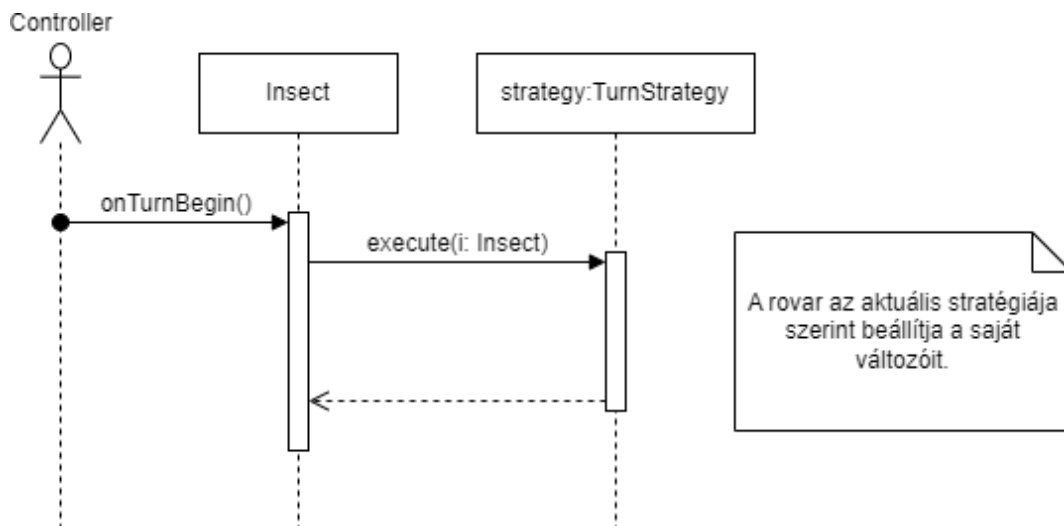 Controller
Insect
strategy:TurnStrategy
onTurnBegin()
execute(i: Insect)
A rovar az aktuális stratégiája
szerint beállítja a saját
változóit.